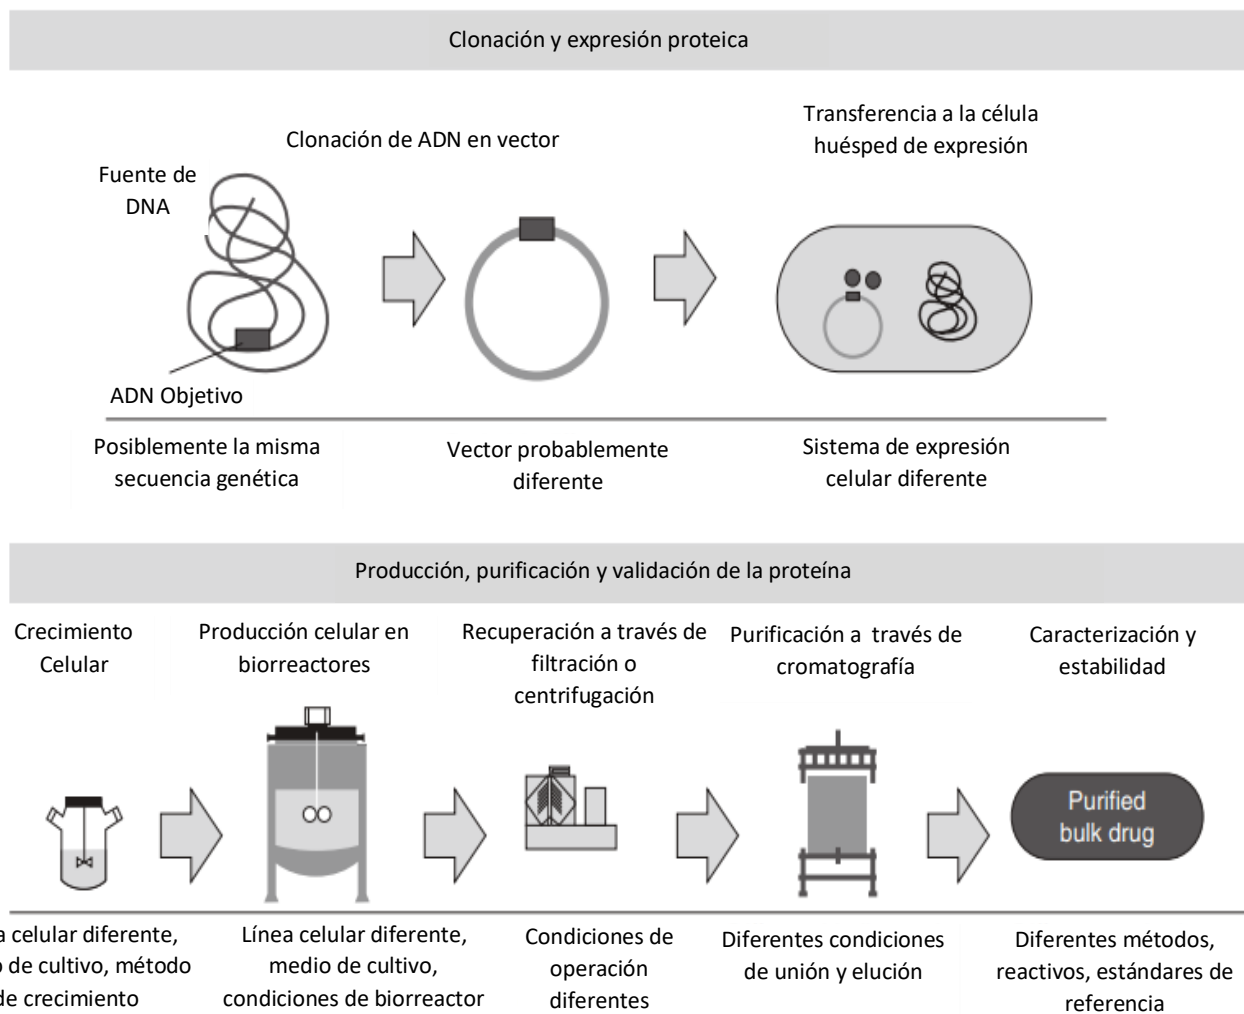 Clonación y expresión proteica
Transferencia a la célula
huésped de expresión
Clonación de ADN en vector
Fuente de
DNA
ADN Objetivo
Posiblemente la misma
secuencia genética
Vector probablemente
diferente
Sistema de expresión
celular diferente
Producción, purificación y validación de la proteína
Crecimiento
Celular
Producción celular en
biorreactores
Recuperación a través de
filtración o
centrifugación
Purificación a través de
cromatografía
Caracterización y
estabilidad
Purified
bulk drug
celular diferente,
de cultivo, método
de crecimiento
Línea celular diferente,
medio de cultivo,
condiciones de biorreactor
Condiciones de
operación
diferentes
Diferentes condiciones
de unión y elución
Diferentes métodos,
reactivos, estándares de
referencia